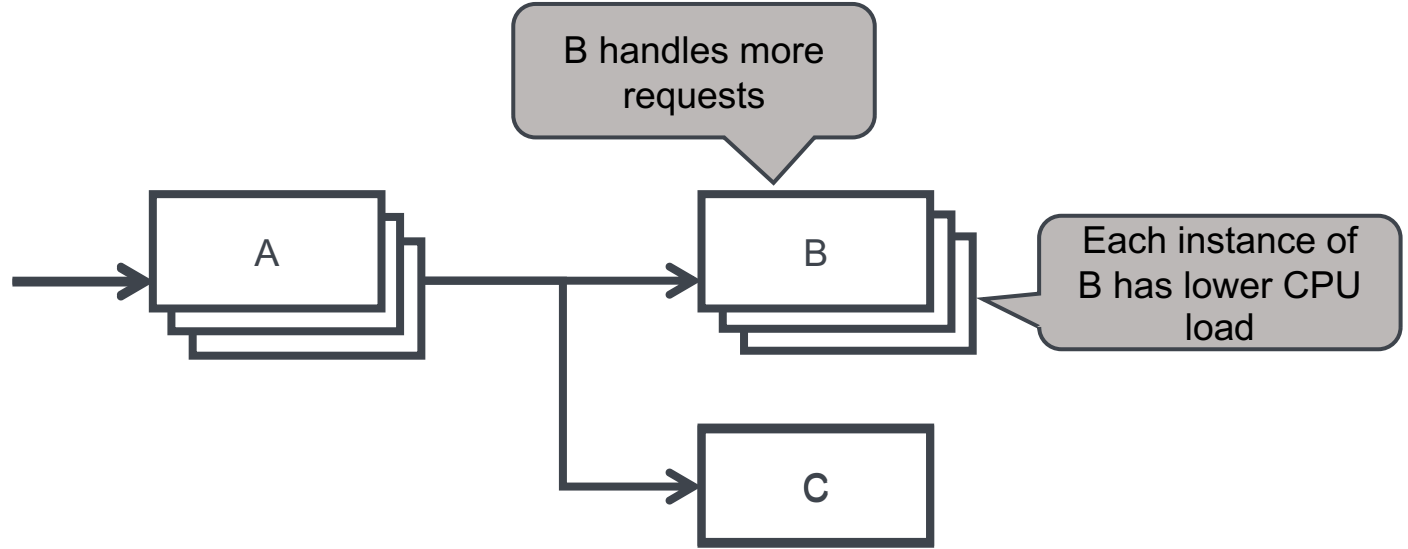 B handles more
requests
A
B
Each instance of
B has lower CPU
load
C